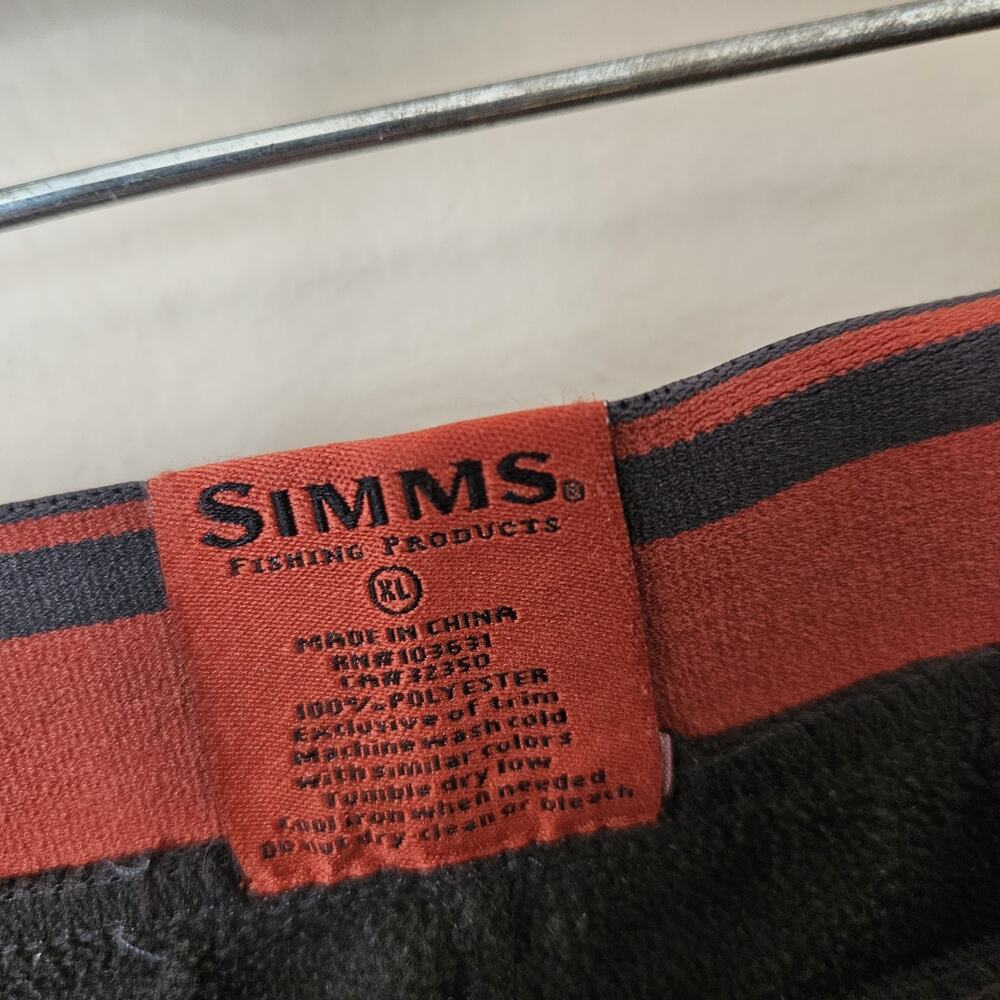 SIMMS®
FISHING PRODUCTS
XL
MADE IN CHINA
RN#103631
CA#32350
100% POLYESTER
Exclusive of trim
Machine wash cold
with similar colors
Tumble dry low
Cool iron when needed
Do not dry clean or bleach